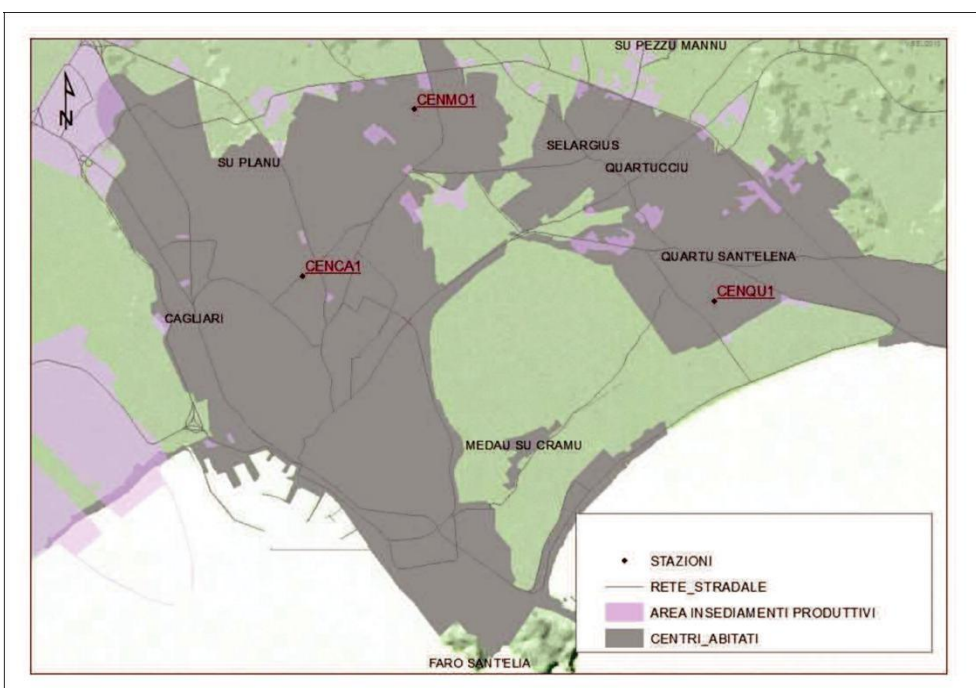 SU PEZZU MANNU
N
CENMO1
SELARGIUS
SU PLANU
QUARTUCCIU
QUARTU SANT'ELENA
CENCA1
CENQU1
CAGLIARI
MEDAU SU CRAMU
STAZIONI
RETE_STRADALE
AREA INSEDIAMENTI PRODUTTIVI
CENTRI_ABITATI
FARO SANT'ELIA